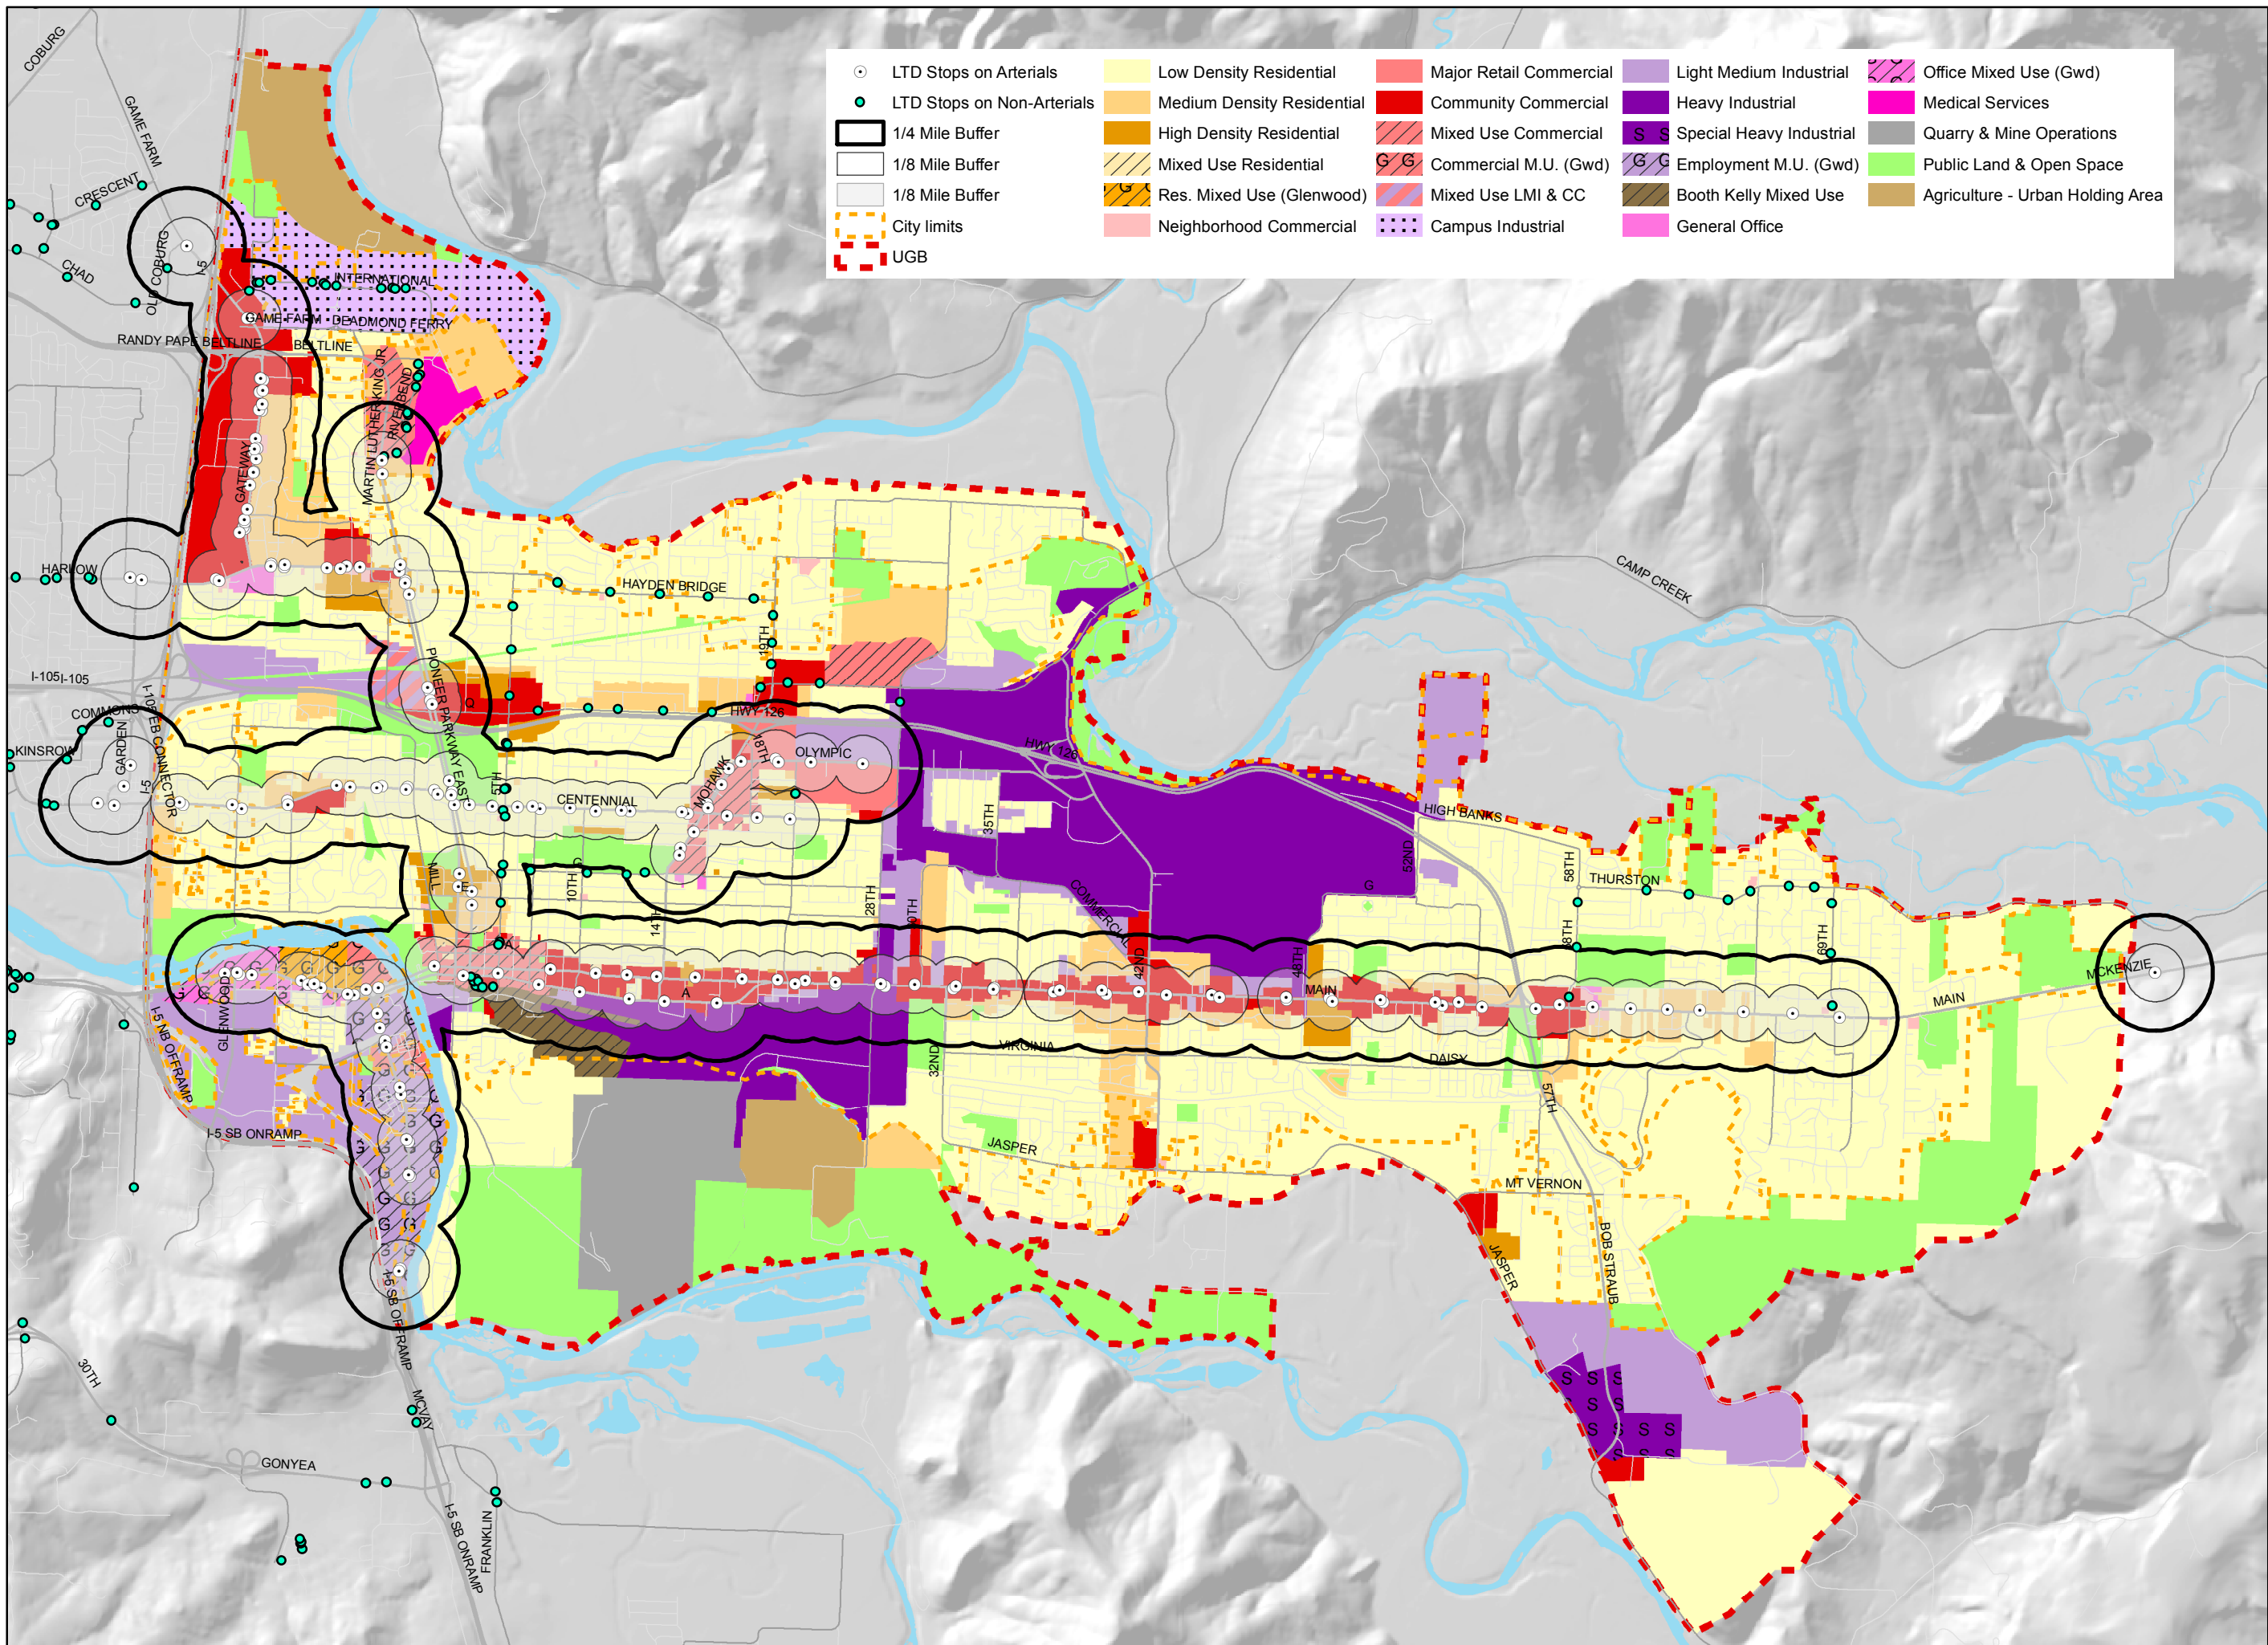 LTD Stops on Arterials
LTD Stops on Non-Arterials
1/4 Mile Buffer
1/8 Mile Buffer
1/8 Mile Buffer
City limits
UGB
Low Density Residential
Medium Density Residential
High Density Residential
Mixed Use Residential
Res. Mixed Use (Glenwood)
Neighborhood Commercial
Major Retail Commercial
Community Commercial
Mixed Use Commercial
Commercial M.U. (Gwd)
Mixed Use LMI & CC
Campus Industrial
Light Medium Industrial
Heavy Industrial
Special Heavy Industrial
Employment M.U. (Gwd)
Booth Kelly Mixed Use
General Office
Office Mixed Use (Gwd)
Medical Services
Quarry & Mine Operations
Public Land & Open Space
Agriculture - Urban Holding Area
COBURG
GAME FARM
CRESCENT
CHAD
OLD COBURG
I-5
INTERNATIONAL
GAME FARM
DEADMOND FERRY
RANDY PAPE BELTLINE
BELTLINE
MARTIN LUTHER KING JR
RIVERBEND
GATEWAY
HARLOW
HAYDEN BRIDGE
19TH
CAMP CREEK
I-105
I-105
PIONEER PARKWAY EAST
Q
COMMONS
GARDEN
KINSROW
I-105 EB CONNECTOR
I-5
HWY 126
18TH
OLYMPIC
MOHAWK
HWY 126
5TH
CENTENNIAL
35TH
HIGH BANKS
52ND
58TH
THURSTON
MILL
E
10TH
G
14TH
28TH
COMMERCIAL
G
42ND
48TH
58TH
69TH
MCKENZIE
MAIN
A
A
MAIN
GLENWOOD
I-5 NB OFFRAMP
VIRGINIA
DAISY
32ND
57TH
I-5 SB ONRAMP
JASPER
MT VERNON
BOB STRAUB
JASPER
I-5 SB OFFRAMP
30TH
MCVAY
GONYEA
I-5 SB ONRAMP
FRANKLIN